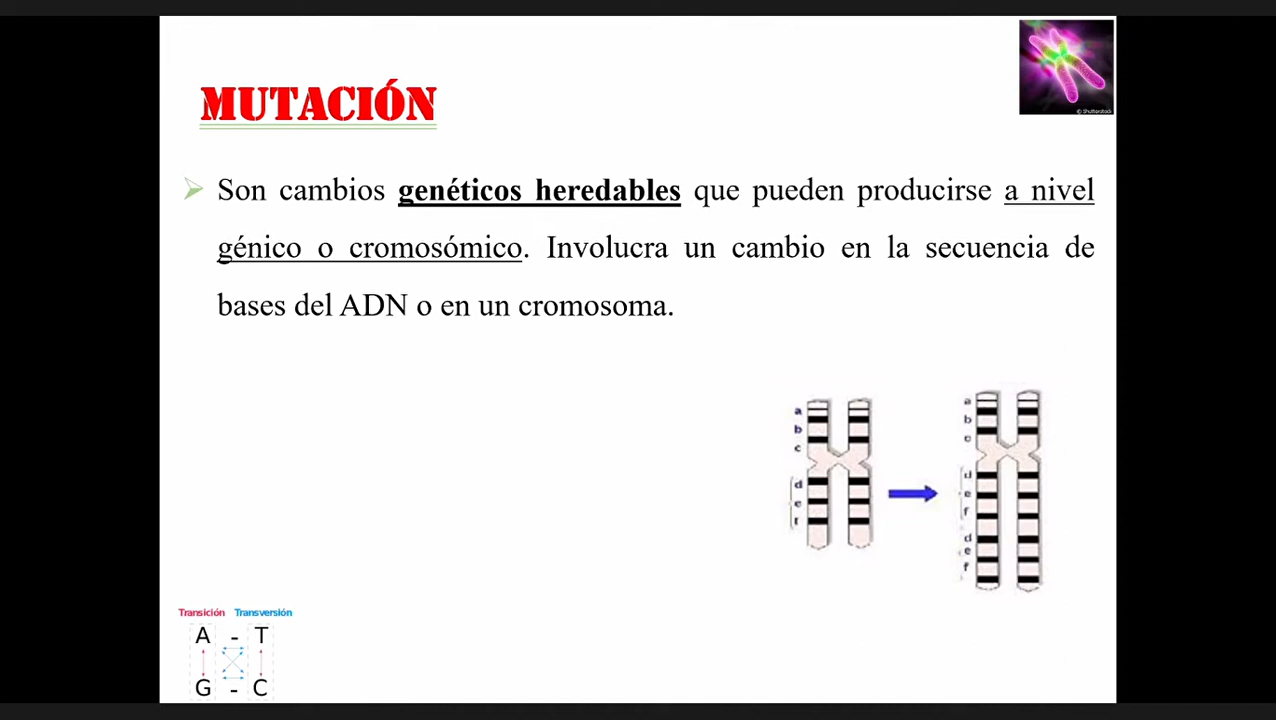 © Shutterstock
MUTACIÓN
Son cambios genéticos heredables que pueden producirse a nivel
génico o cromosómico. Involucra un cambio en la secuencia de
bases del ADN o en un cromosoma.
a
b
c
d
e
f
a
b
c
d
e
f
d
e
f
Transición Transversión
A - T
G - C